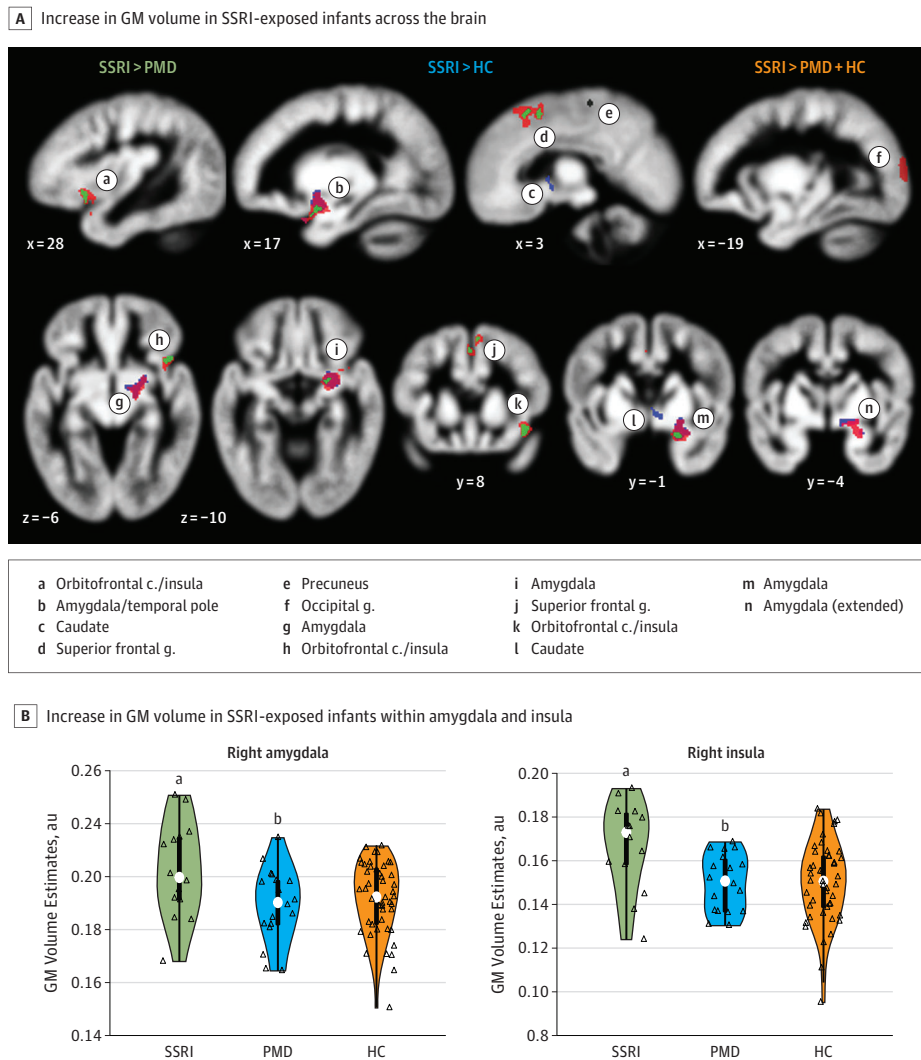 A Increase in GM volume in SSRI-exposed infants across the brain
SSRI > PMD SSRI > HC SSRI > PMD + HC
a b c d e f
x = 28 x = 17 x = 3 x = −19
g h i j k l m n
y = 8 y = −1 y = −4
z = −6 z = −10
a Orbitofrontal c./insula e Precuneus i Amygdala m Amygdala
b Amygdala/temporal pole f Occipital g. j Superior frontal g. n Amygdala (extended)
c Caudate g Amygdala k Orbitofrontal c./insula
d Superior frontal g. h Orbitofrontal c./insula l Caudate
B Increase in GM volume in SSRI-exposed infants within amygdala and insula
Right amygdala
GM Volume Estimates, au
0.26
0.24
0.22
0.20
0.18
0.16
0.14
a
b
SSRI PMD HC
Right insula
GM Volume Estimates, au
0.20
0.18
0.16
0.14
0.12
0.10
0.8
a
b
SSRI PMD HC